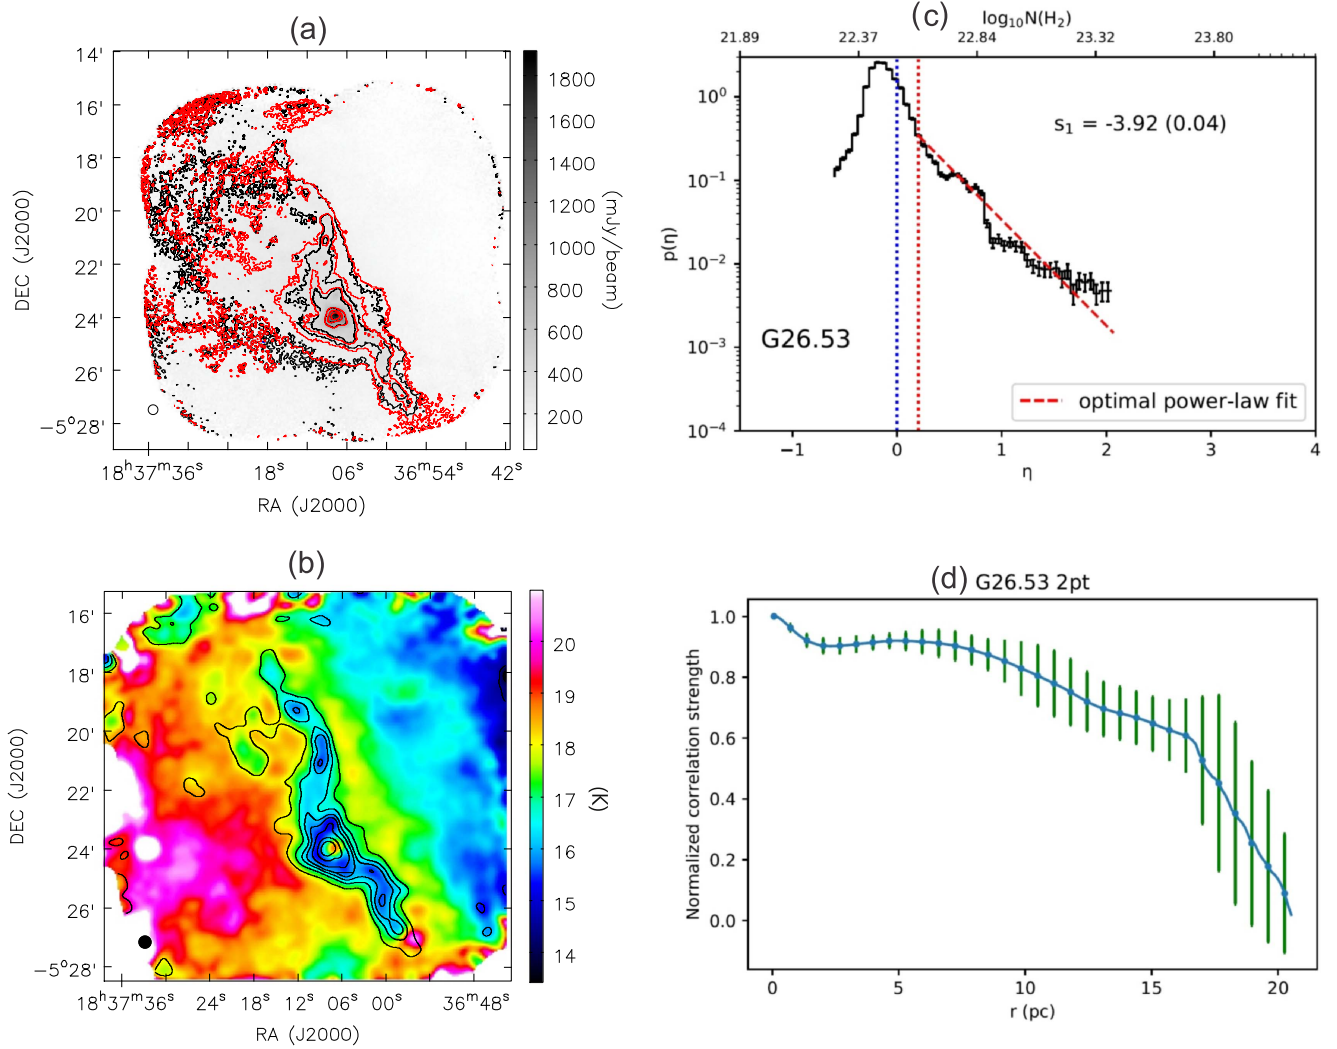 (a)
14'
16'
18'
20'
22'
24'
26'
−5°28'
DEC (J2000)
18ʰ37ᵐ36ˢ 18ˢ 06ˢ 36ᵐ54ˢ 42ˢ
RA (J2000)
1800
1600
1400
1200
1000
800
600
400
200
(mJy/beam)
(c)
log₁₀N(H₂)
21.89 22.37 22.84 23.32 23.80
10⁰
10⁻¹
10⁻²
10⁻³
10⁻⁴
p(η)
s₁ = -3.92 (0.04)
G26.53
optimal power-law fit
−1 0 1 2 3 4
η
(b)
16'
18'
20'
22'
24'
26'
−5°28'
DEC (J2000)
18ʰ37ᵐ36ˢ 24ˢ 12ˢ 06ˢ 00ˢ 36ᵐ48ˢ
RA (J2000)
20
19
18
17
16
15
14
(K)
(d) G26.53 2pt
1.0
0.8
0.6
0.4
0.2
0.0
Normalized correlation strength
0 5 10 15 20
r (pc)